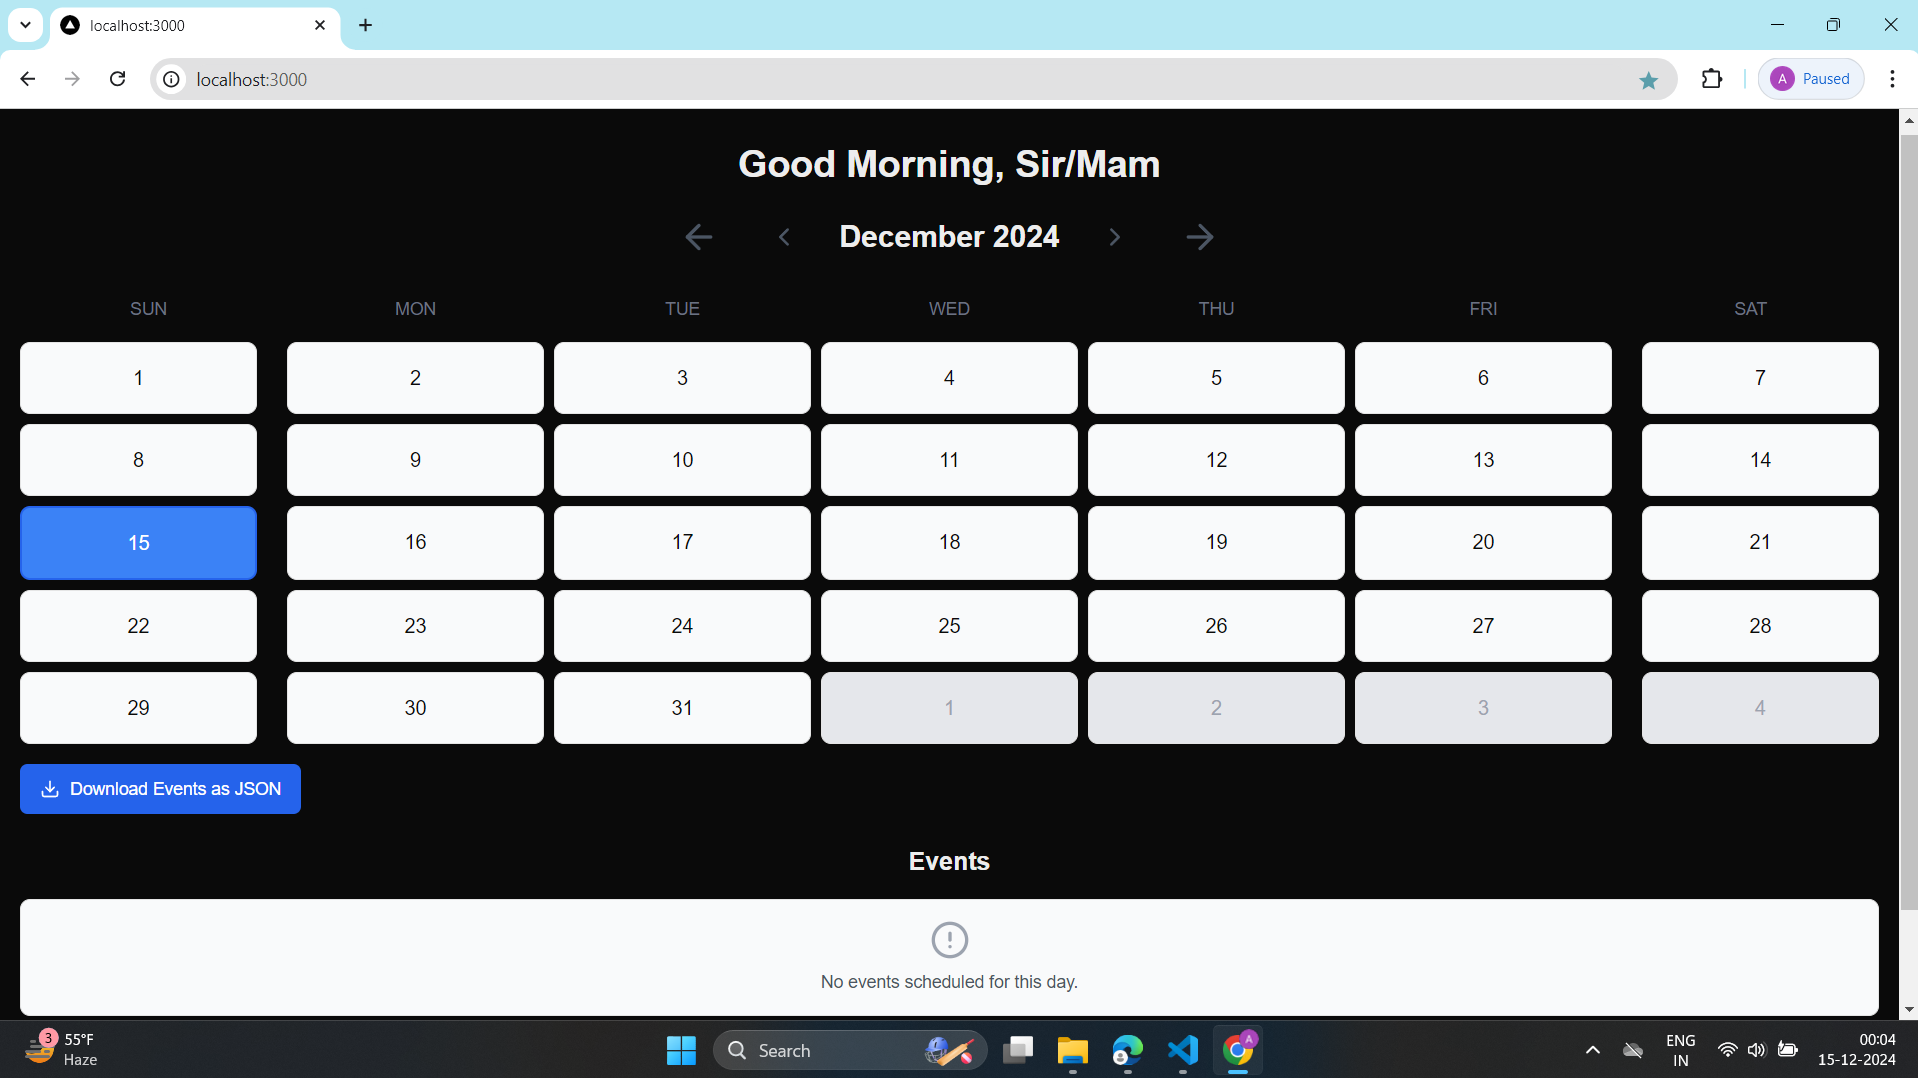 localhost:3000
localhost:3000
A Paused
Good Morning, Sir/Mam
December 2024
SUN MON TUE WED THU FRI SAT
1 2 3 4 5 6 7
8 9 10 11 12 13 14
15 16 17 18 19 20 21
22 23 24 25 26 27 28
29 30 31 1 2 3 4
Download Events as JSON
Events
No events scheduled for this day.
3
55°F
Haze
Search
A
ENG
IN
00:04
15-12-2024